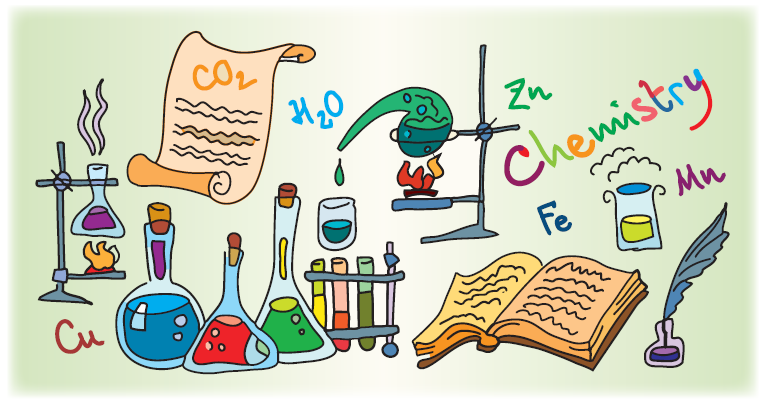 CO₂
H₂O
Zn
Chemistry
Mn
Fe
Cu